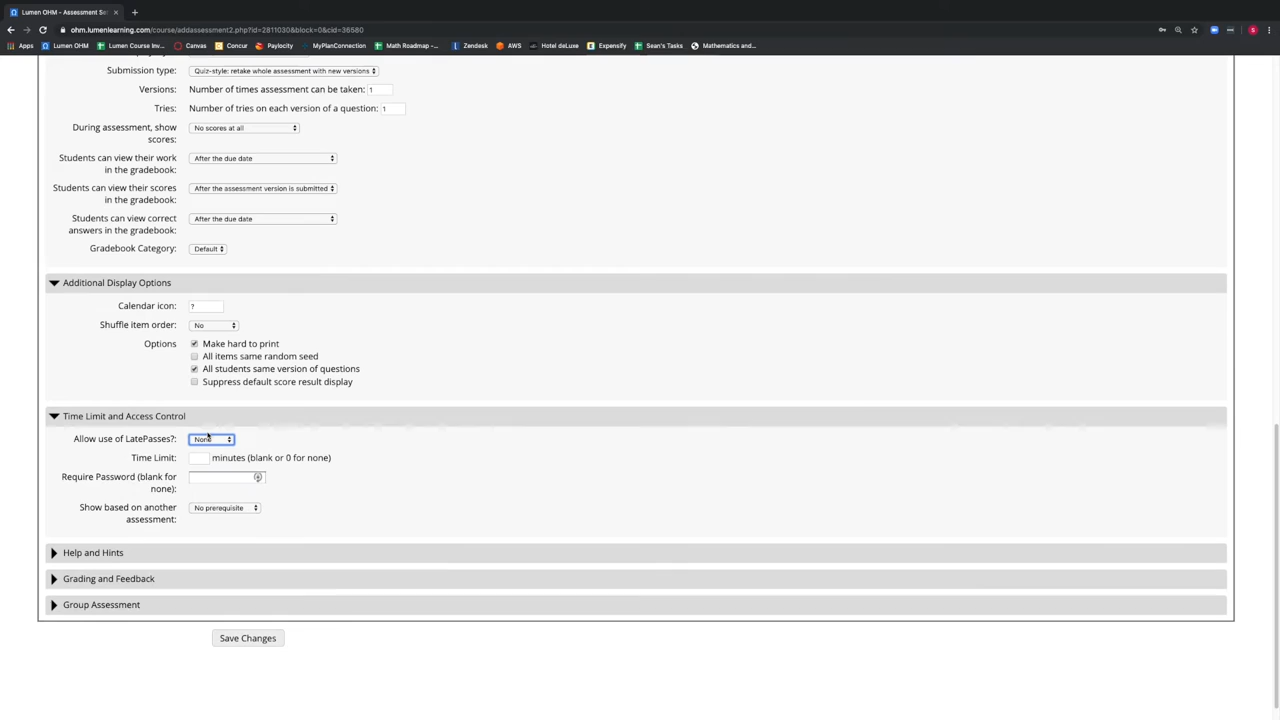 Lumen OHM - Assessment Se
ohm.lumenlearning.com/course/addassessment2.php?id=2811030&block=0&cid=36580
Apps Lumen OHM Lumen Course Inv... Canvas Concur Paylocity MyPlanConnection Math Roadmap -... Zendesk AWS Hotel deLuxe Expensify Sean's Tasks Mathematics and...
Submission type: Quiz-style: retake whole assessment with new versions
Versions: Number of times assessment can be taken: 1
Tries: Number of tries on each version of a question: 1
During assessment, show No scores at all
scores:
Students can view their work After the due date
in the gradebook:
Students can view their scores After the assessment version is submitted
in the gradebook:
Students can view correct After the due date
answers in the gradebook:
Gradebook Category: Default
Additional Display Options
Calendar icon: ?
Shuffle item order: No
Options Make hard to print
All items same random seed
All students same version of questions
Suppress default score result display
Time Limit and Access Control
Allow use of LatePasses?: None
Time Limit: minutes (blank or 0 for none)
Require Password (blank for
none):
Show based on another No prerequisite
assessment:
Help and Hints
Grading and Feedback
Group Assessment
Save Changes